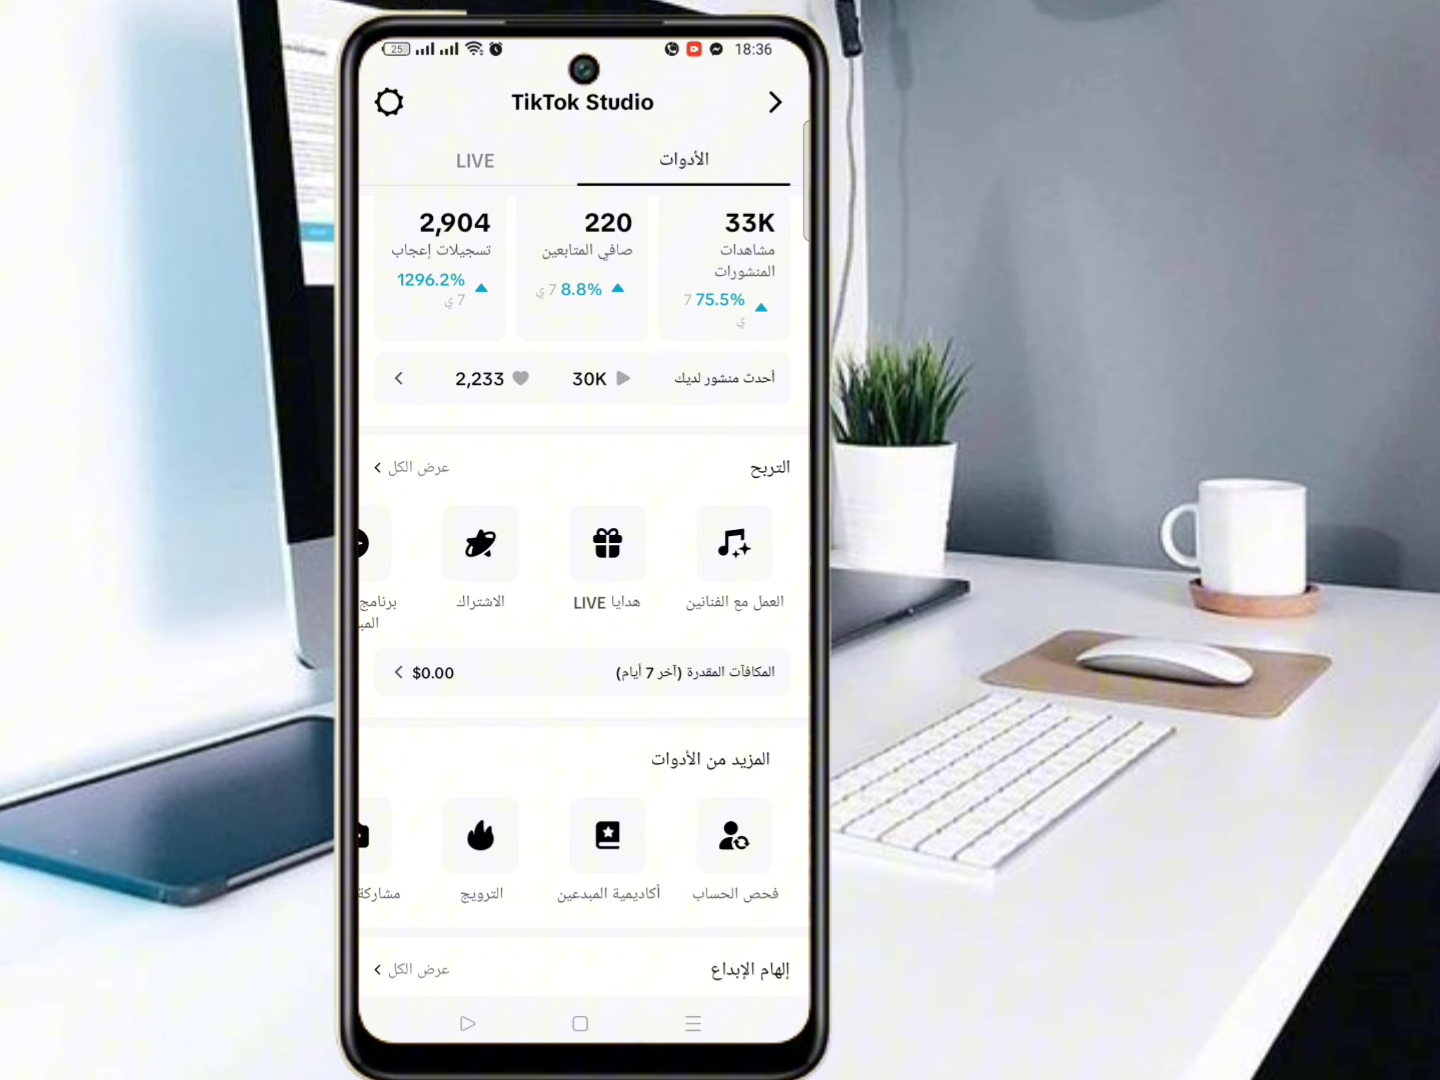 25
18:36
TikTok Studio
الأدوات
LIVE
33K
مشاهدات
المنشورات
75.5% 7
ي
220
صافي المتابعين
8.8% 7 ي
2,904
تسجيلات إعجاب
1296.2%
7 ي
أحدث منشور لديك
30K
2,233
التربح
عرض الكل
العمل مع الفنانين
هدايا LIVE
الاشتراك
برنامج
المكافآت المقدرة (آخر 7 أيام)
$0.00
المزيد من الأدوات
فحص الحساب
أكاديمية المبدعين
الترويج
مشاركة
إلهام الإبداع
عرض الكل